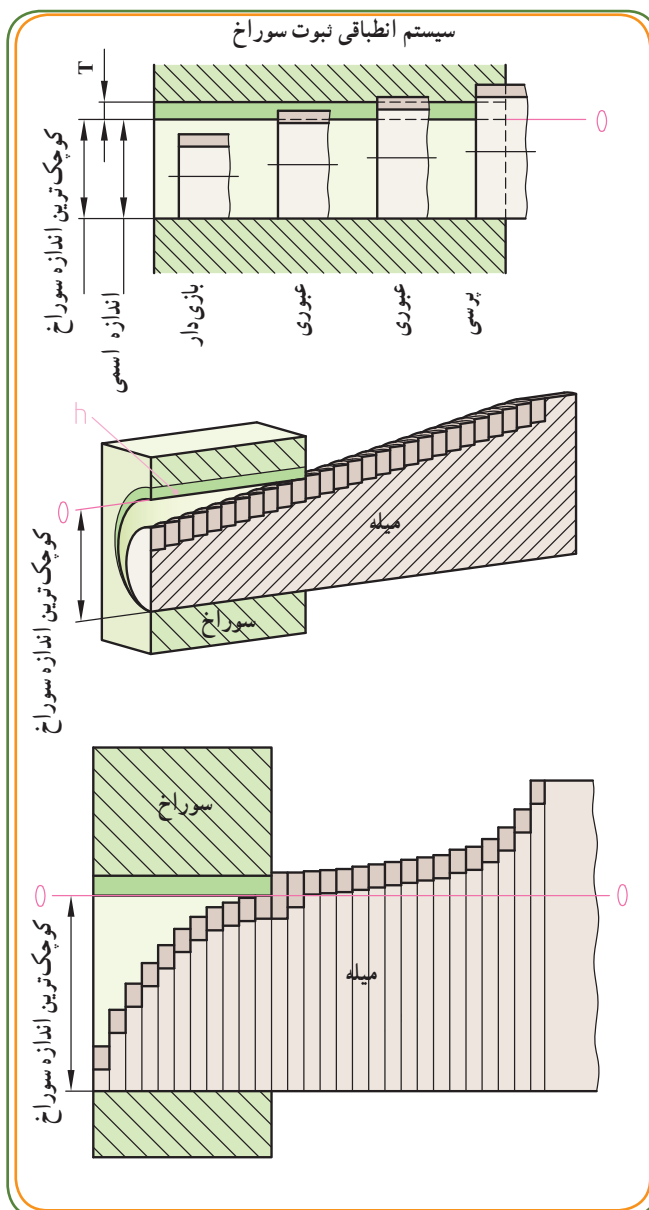 سیستم انطباقی ثبوت سوراخ
T
0
کوچک‌ترین اندازه سوراخ
اندازه اسمی
بازی‌دار
عبوری
عبوری
پرسی
h
0
کوچک‌ترین اندازه سوراخ
میله
سوراخ
سوراخ
0
0
کوچک‌ترین اندازه سوراخ
میله